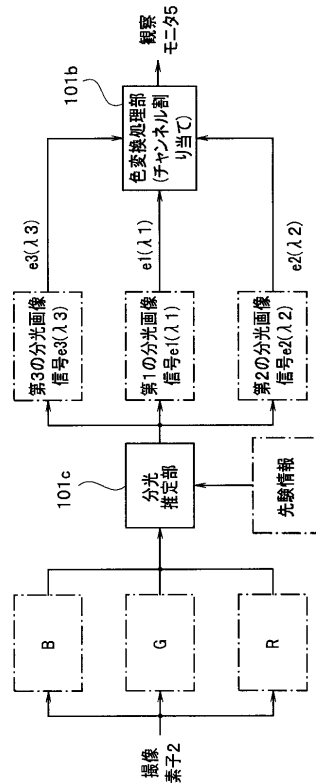 撮像
素子2
B
G
R
101c
分光
推定部
先験情報
第3の分光画像
信号e3(λ3)
第1の分光画像
信号e1(λ1)
第2の分光画像
信号e2(λ2)
e3(λ3)
e1(λ1)
e2(λ2)
101b
色変換処理部
(チャンネル割
り当て)
観察
モニタ5